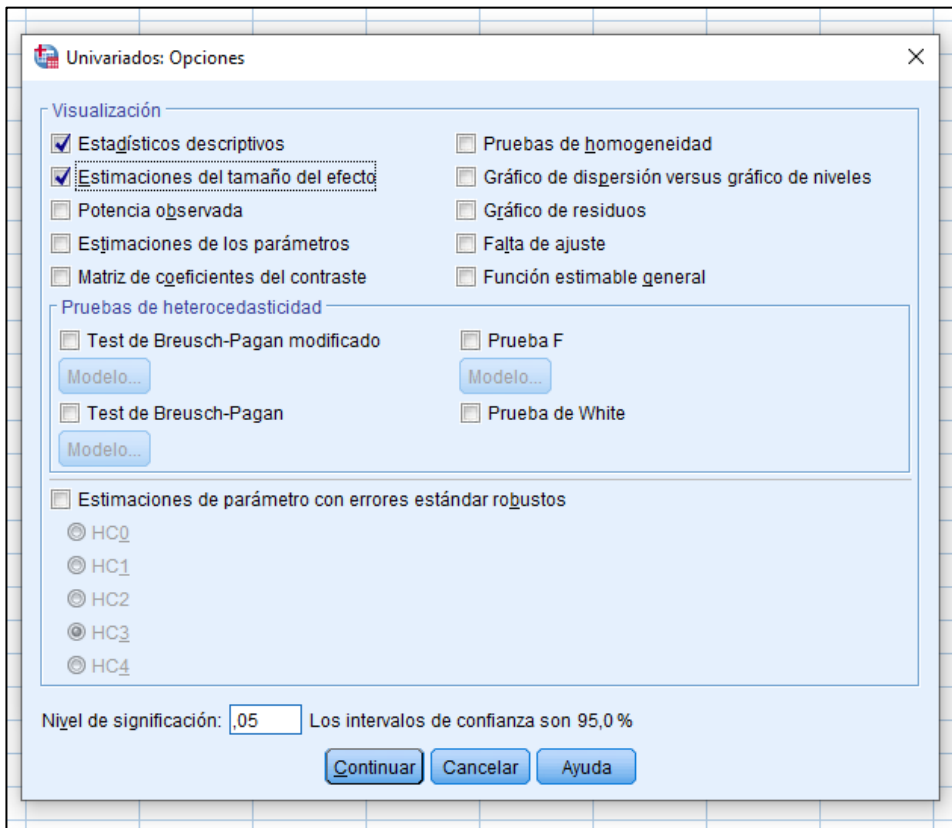 Univariados: Opciones
Visualización
Estadísticos descriptivos
Pruebas de homogeneidad
Estimaciones del tamaño del efecto
Gráfico de dispersión versus gráfico de niveles
Potencia observada
Gráfico de residuos
Estimaciones de los parámetros
Falta de ajuste
Matriz de coeficientes del contraste
Función estimable general
Pruebas de heterocedasticidad
Test de Breusch-Pagan modificado
Prueba F
Modelo...
Modelo...
Test de Breusch-Pagan
Prueba de White
Modelo...
Estimaciones de parámetro con errores estándar robustos
HC0
HC1
HC2
HC3
HC4
Nivel de significación: ,05 Los intervalos de confianza son 95,0 %
Continuar Cancelar Ayuda